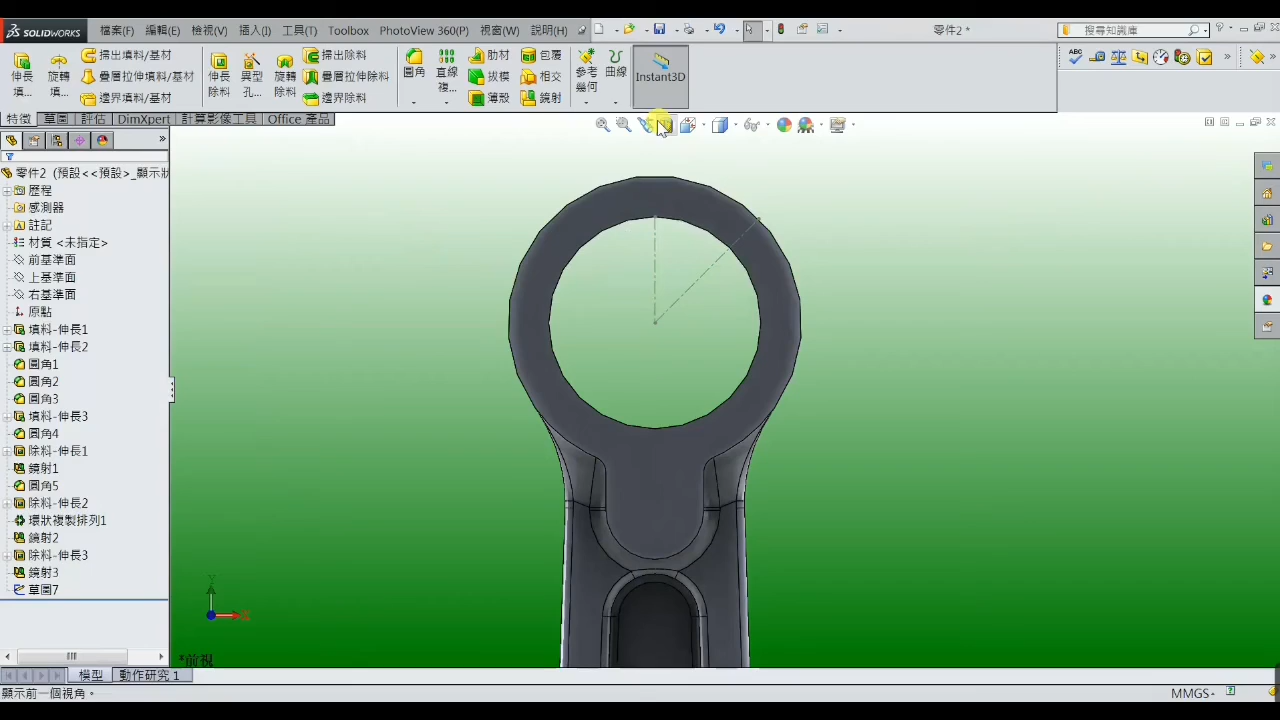 SOLIDWORKS 檔案(F) 編輯(E) 檢視(V) 插入(I) 工具(T) Toolbox PhotoView 360(P) 視窗(W) 說明(H) 零件2 * 搜尋知識庫
掃出填料/基材 掃出除料 肋材 包覆
伸長填... 旋轉填... 疊層拉伸填料/基材 伸長除料 異型孔... 旋轉除料 疊層拉伸除料 圓角 直線複... 拔模 相交 參考幾何 曲線 Instant3D
邊界填料/基材 邊界除料 薄殼 鏡射
特徵 草圖 評估 DimXpert 計算影像工具 Office 產品
零件2 (預設<<預設>_顯示狀
歷程
感測器
註記
材質 <未指定>
前基準面
上基準面
右基準面
原點
填料-伸長1
填料-伸長2
圓角1
圓角2
圓角3
填料-伸長3
圓角4
除料-伸長1
鏡射1
圓角5
除料-伸長2
環狀複製排列1
鏡射2
除料-伸長3
鏡射3
草圖7
Y
X
*前視
模型 動作研究 1
顯示前一個視角。 MMGS